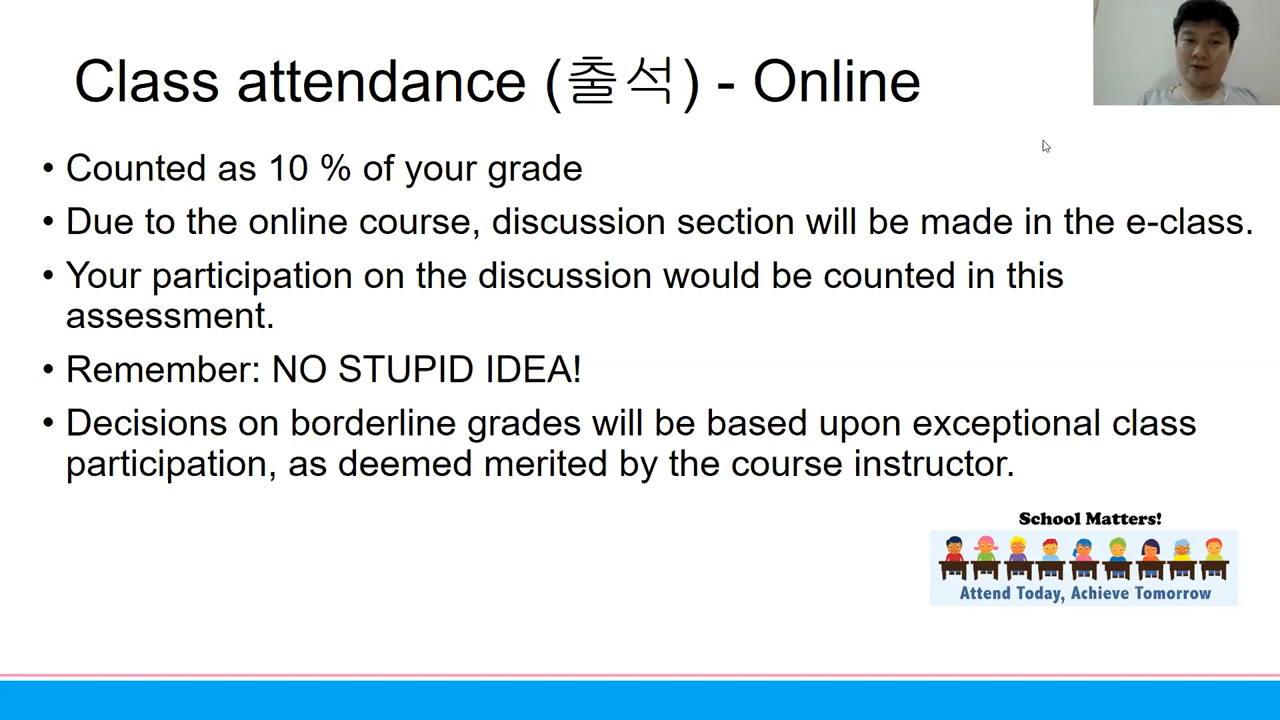 Class attendance (출석) - Online
• Counted as 10 % of your grade
• Due to the online course, discussion section will be made in the e-class.
• Your participation on the discussion would be counted in this
assessment.
• Remember: NO STUPID IDEA!
• Decisions on borderline grades will be based upon exceptional class
participation, as deemed merited by the course instructor.
School Matters!
Attend Today, Achieve Tomorrow